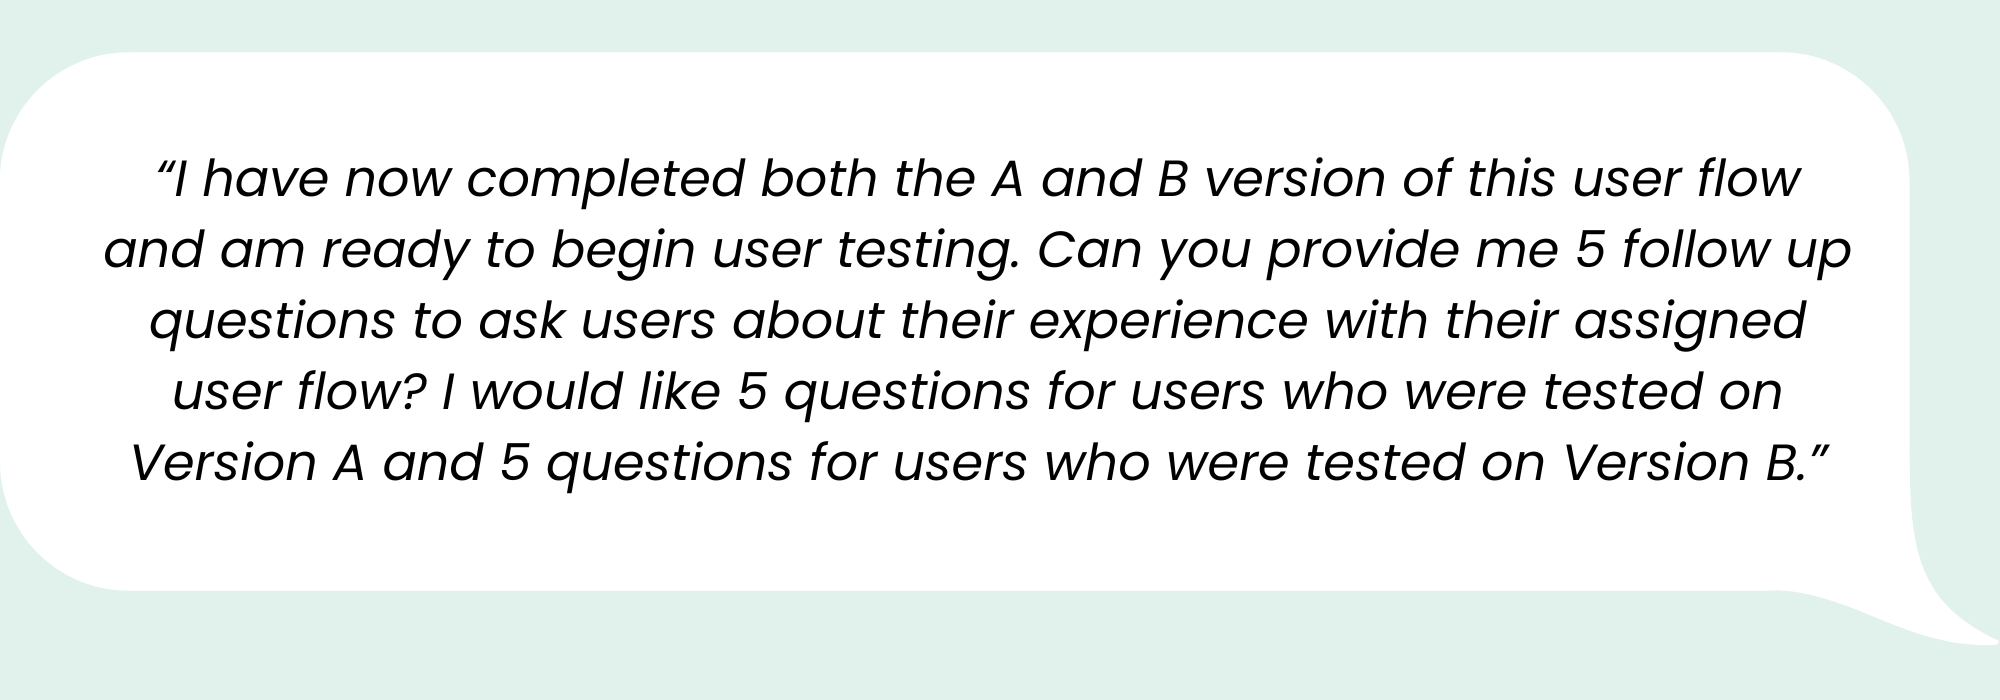 “I have now completed both the A and B version of this user flow
and am ready to begin user testing. Can you provide me 5 follow up
questions to ask users about their experience with their assigned
user flow? I would like 5 questions for users who were tested on
Version A and 5 questions for users who were tested on Version B.”